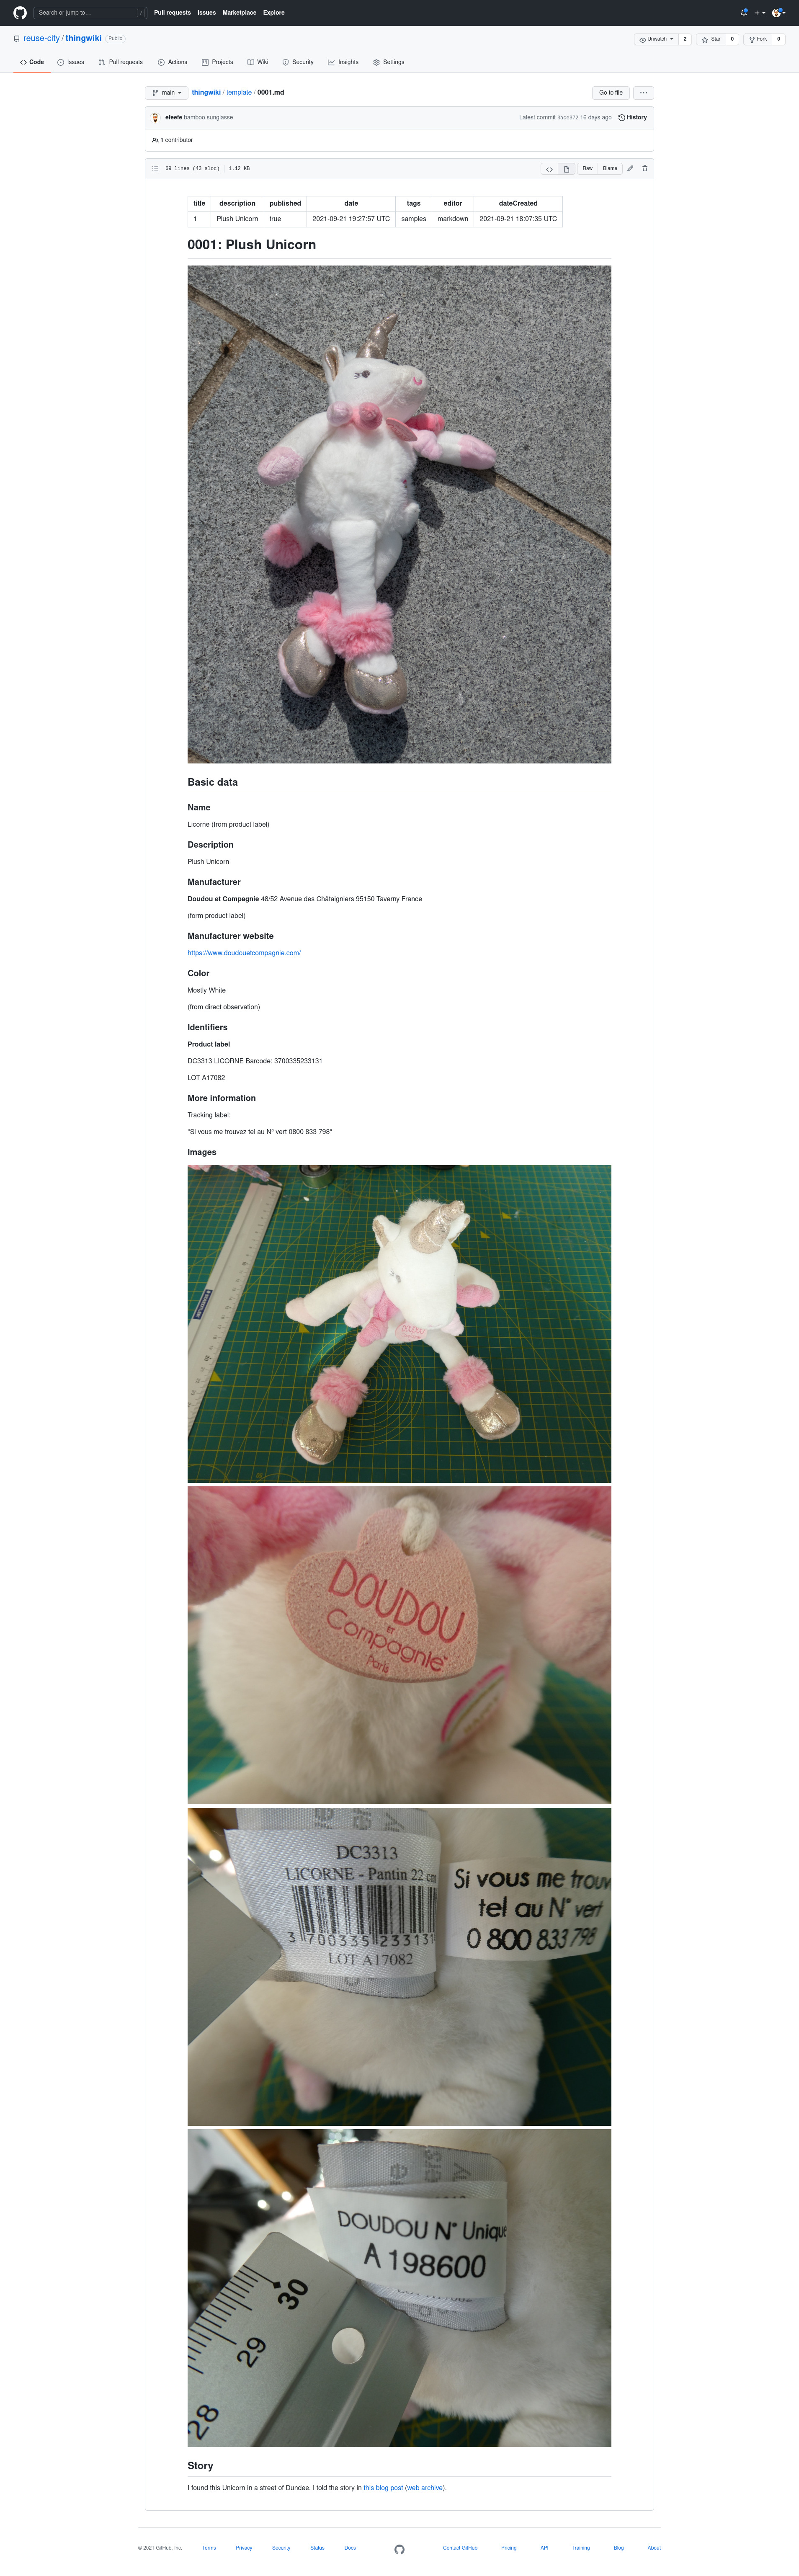 Search or jump to... / Pull requests Issues Marketplace Explore
reuse-city / thingwiki Public Unwatch 2 Star 0 Fork 0
Code Issues Pull requests Actions Projects Wiki Security Insights Settings
main thingwiki / template / 0001.md Go to file ...
efeefe bamboo sunglasse Latest commit 3ace372 16 days ago History
1 contributor
69 lines (43 sloc) 1.12 KB Raw Blame
title description published date tags editor dateCreated
1 Plush Unicorn true 2021-09-21 19:27:57 UTC samples markdown 2021-09-21 18:07:35 UTC
0001: Plush Unicorn
Basic data
Name
Licorne (from product label)
Description
Plush Unicorn
Manufacturer
Doudou et Compagnie 48/52 Avenue des Châtaigniers 95150 Taverny France
(form product label)
Manufacturer website
https://www.doudouetcompagnie.com/
Color
Mostly White
(from direct observation)
Identifiers
Product label
DC3313 LICORNE Barcode: 3700335233131
LOT A17082
More information
Tracking label:
"Si vous me trouvez tel au Nº vert 0800 833 798"
Images
DOUDOU
ET
Compagnie
Paris
DC3313
LICORNE - Pantin 22 cm
3 700335 233131
LOT A17082
Si vous me trouv
tel au N° vert
0 800 833 798
DOUDOU N° Unique
A 198600
30
29
28
Story
I found this Unicorn in a street of Dundee. I told the story in this blog post (web archive).
© 2021 GitHub, Inc. Terms Privacy Security Status Docs Contact GitHub Pricing API Training Blog About